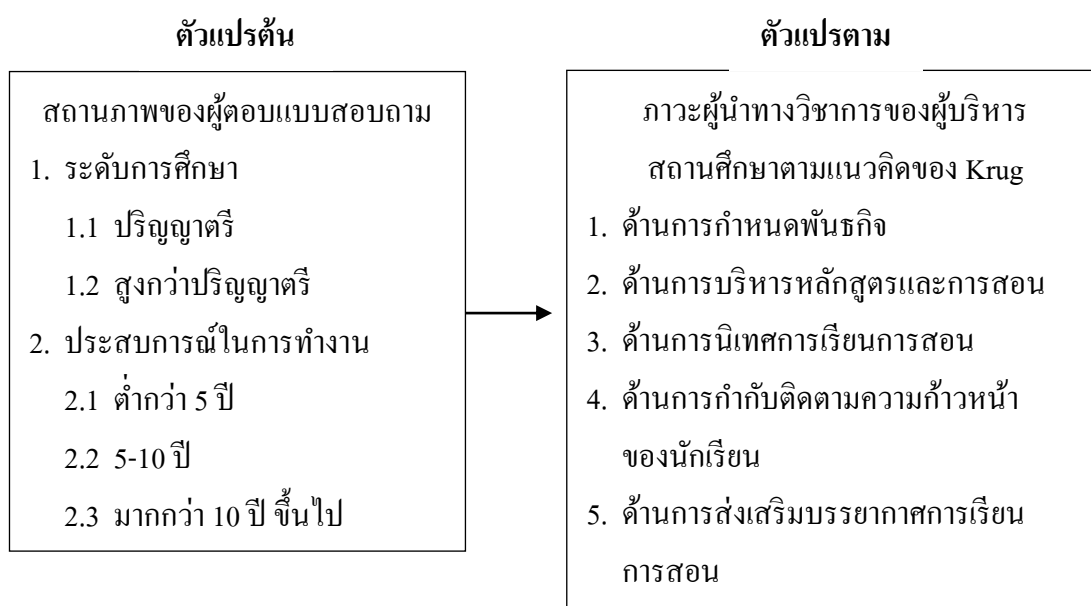 ตัวแปรต้น
สถานภาพของผู้ตอบแบบสอบถาม
1. ระดับการศึกษา
1.1 ปริญญาตรี
1.2 สูงกว่าปริญญาตรี
2. ประสบการณ์ในการทำงาน
2.1 ต่ำกว่า 5 ปี
2.2 5-10 ปี
2.3 มากกว่า 10 ปี ขึ้นไป
ตัวแปรตาม
ภาวะผู้นำทางวิชาการของผู้บริหาร
สถานศึกษาตามแนวคิดของ Krug
1. ด้านการกำหนดพันธกิจ
2. ด้านการบริหารหลักสูตรและการสอน
3. ด้านการนิเทศการเรียนการสอน
4. ด้านการกำกับติดตามความก้าวหน้า
ของนักเรียน
5. ด้านการส่งเสริมบรรยากาศการเรียน
การสอน